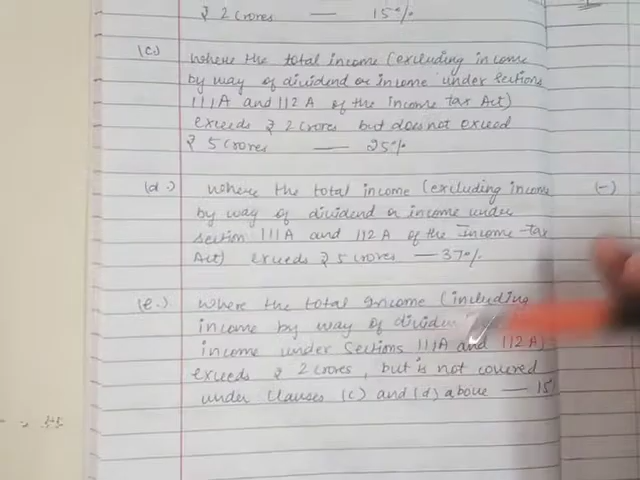 ₹ 2 crores — 15%
(c.) where the total income (excluding income
by way of dividend or income under sections
111A and 112 A of the income tax Act)
exceeds ₹ 2 crores but does not exceed
₹ 5 crores — 25%
(d.) where the total income (excluding income
by way of dividend or income under
section 111A and 112 A of the Income-tax
Act) exceeds ₹ 5 crores — 37%
(-)
(e.) where the total Income (including
income by way of
income under sections 111A and 112 A)
exceeds ₹ 2 crores, but is not covered
under clauses (c) and (d) above — 15